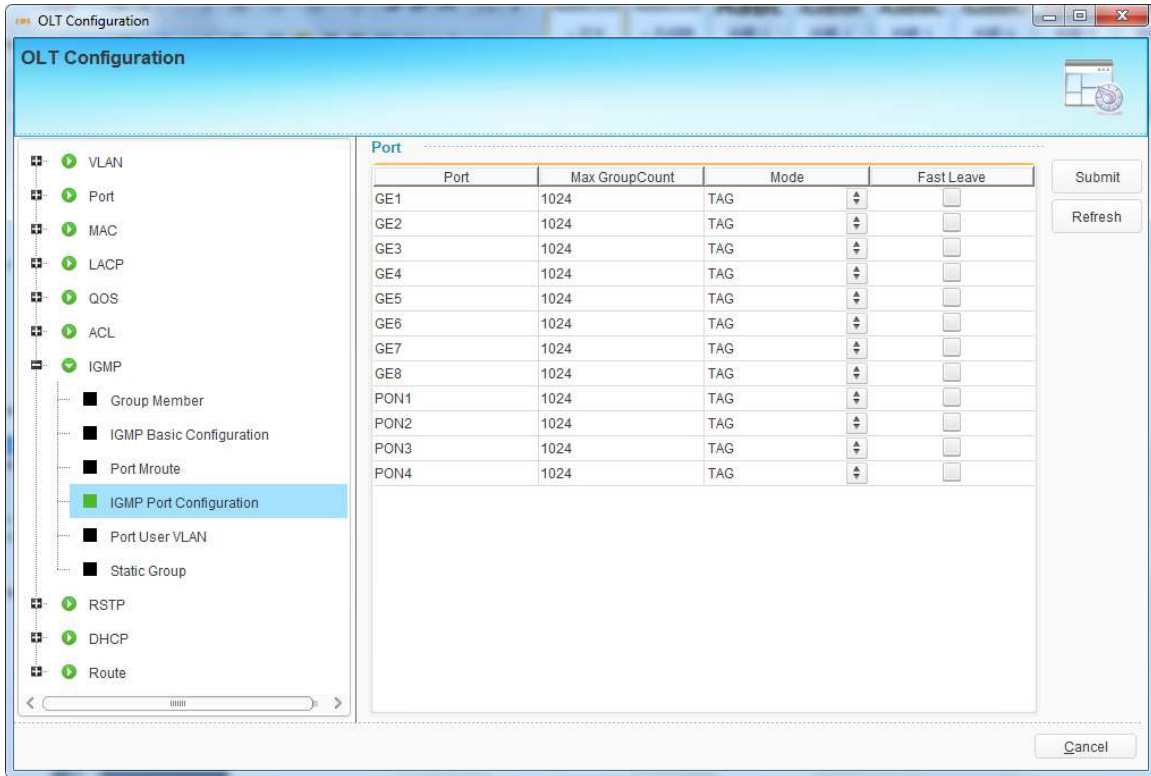 EMS OLT Configuration
OLT Configuration
VLAN
Port
MAC
LACP
QOS
ACL
IGMP
Group Member
IGMP Basic Configuration
Port Mroute
IGMP Port Configuration
Port User VLAN
Static Group
RSTP
DHCP
Route
Port
Port Max GroupCount Mode Fast Leave
GE1 1024 TAG
GE2 1024 TAG
GE3 1024 TAG
GE4 1024 TAG
GE5 1024 TAG
GE6 1024 TAG
GE7 1024 TAG
GE8 1024 TAG
PON1 1024 TAG
PON2 1024 TAG
PON3 1024 TAG
PON4 1024 TAG
Submit
Refresh
Cancel